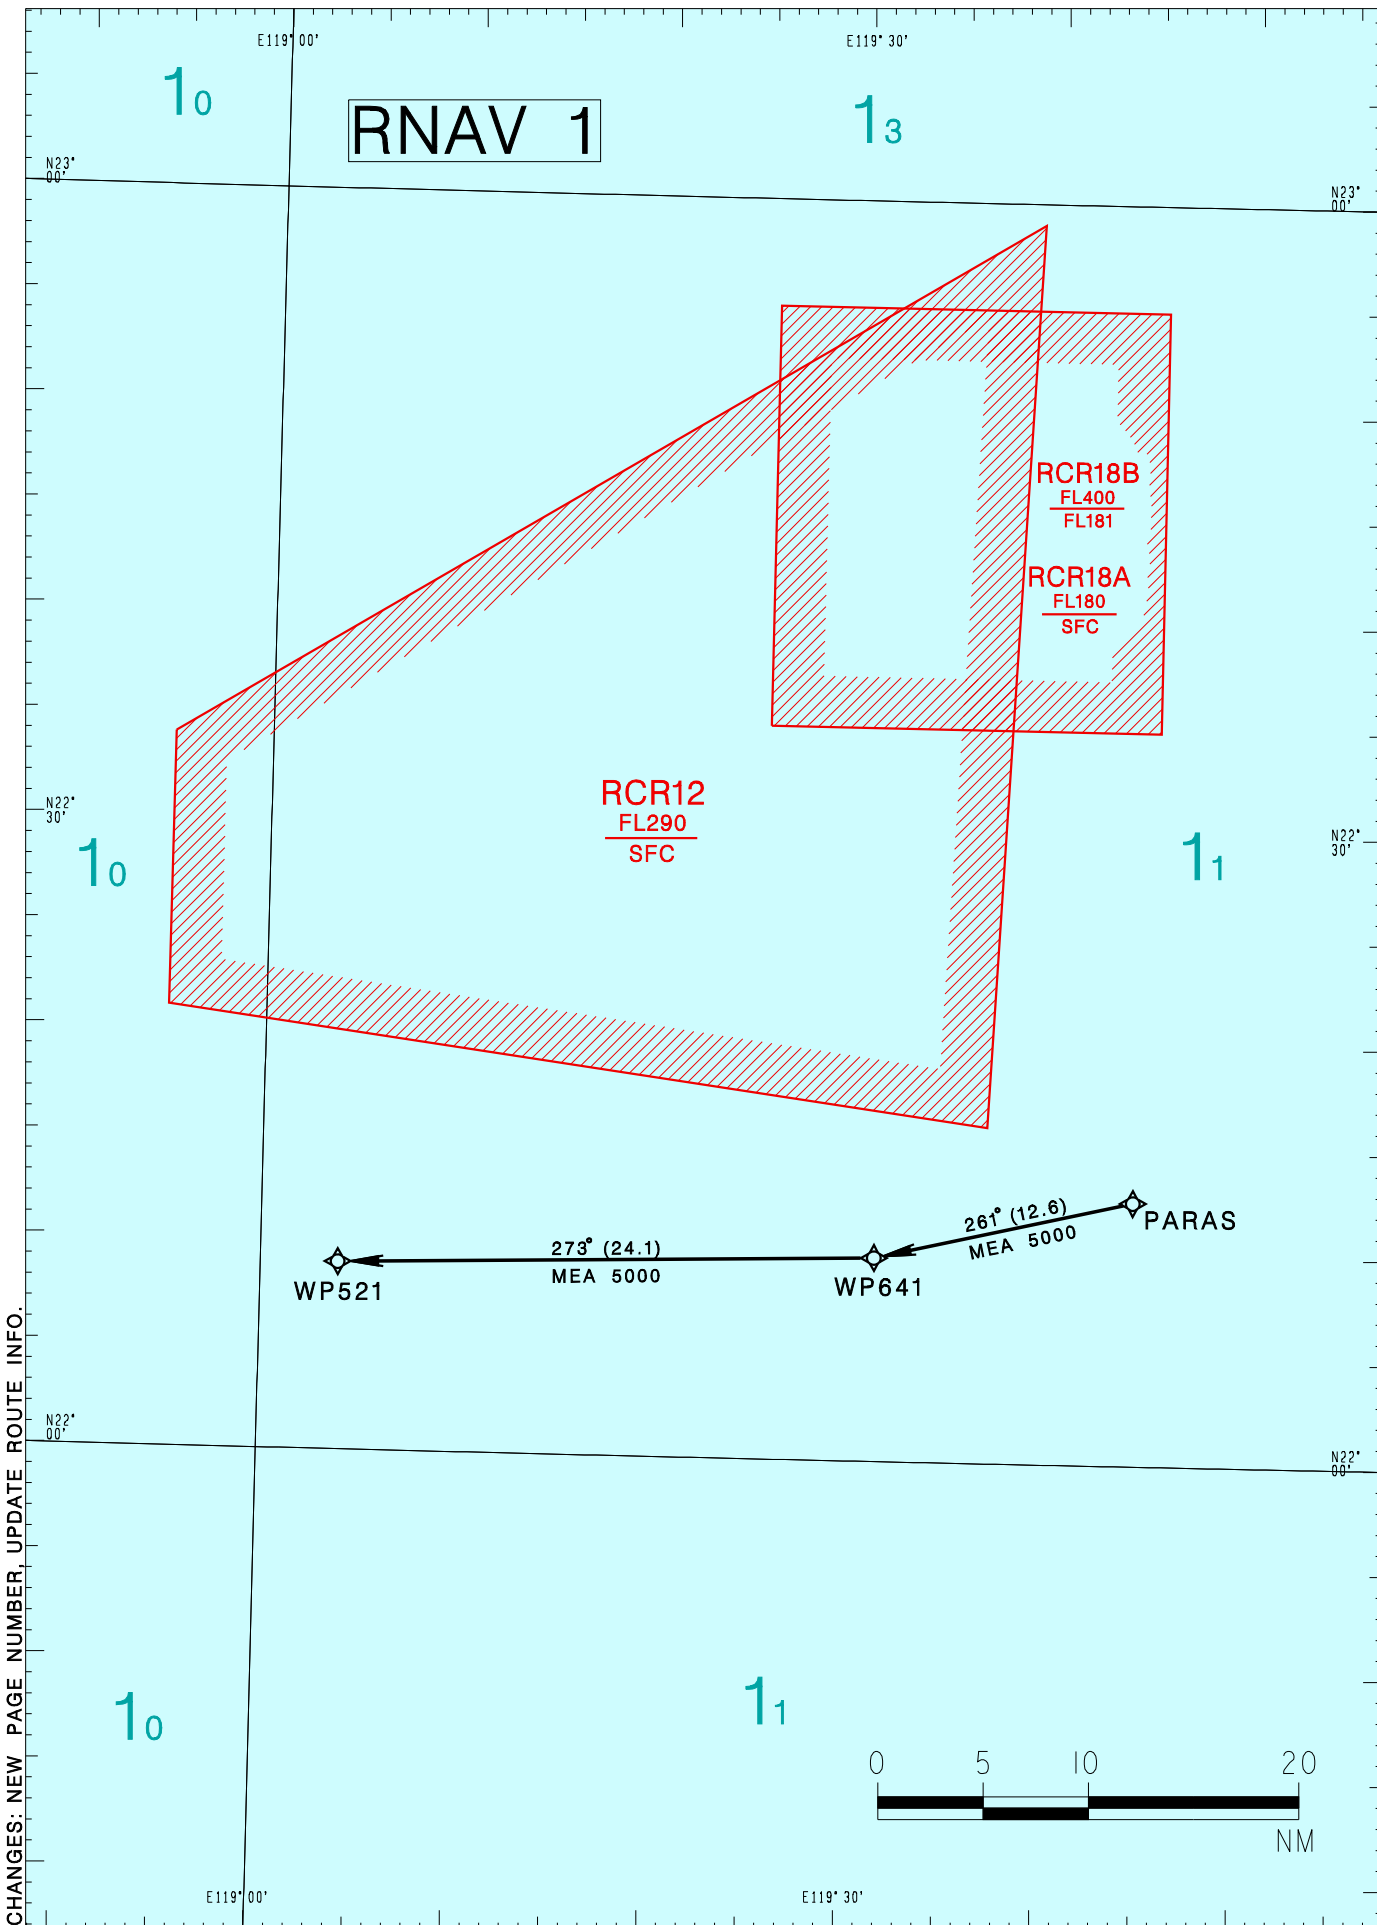 E119° 00'
E119° 30'
1₀
RNAV 1
1₃
N23°
00'
N23°
00'
RCR18B
FL400
FL181
RCR18A
FL180
SFC
RCR12
FL290
SFC
N22°
30'
N22°
30'
1₀
1₁
261° (12.6)
MEA 5000
PARAS
273° (24.1)
MEA 5000
WP521
WP641
N22°
00'
N22°
00'
1₀
1₁
0 5 10 20
NM
E119° 00'
E119° 30'
CHANGES: NEW PAGE NUMBER, UPDATE ROUTE INFO.